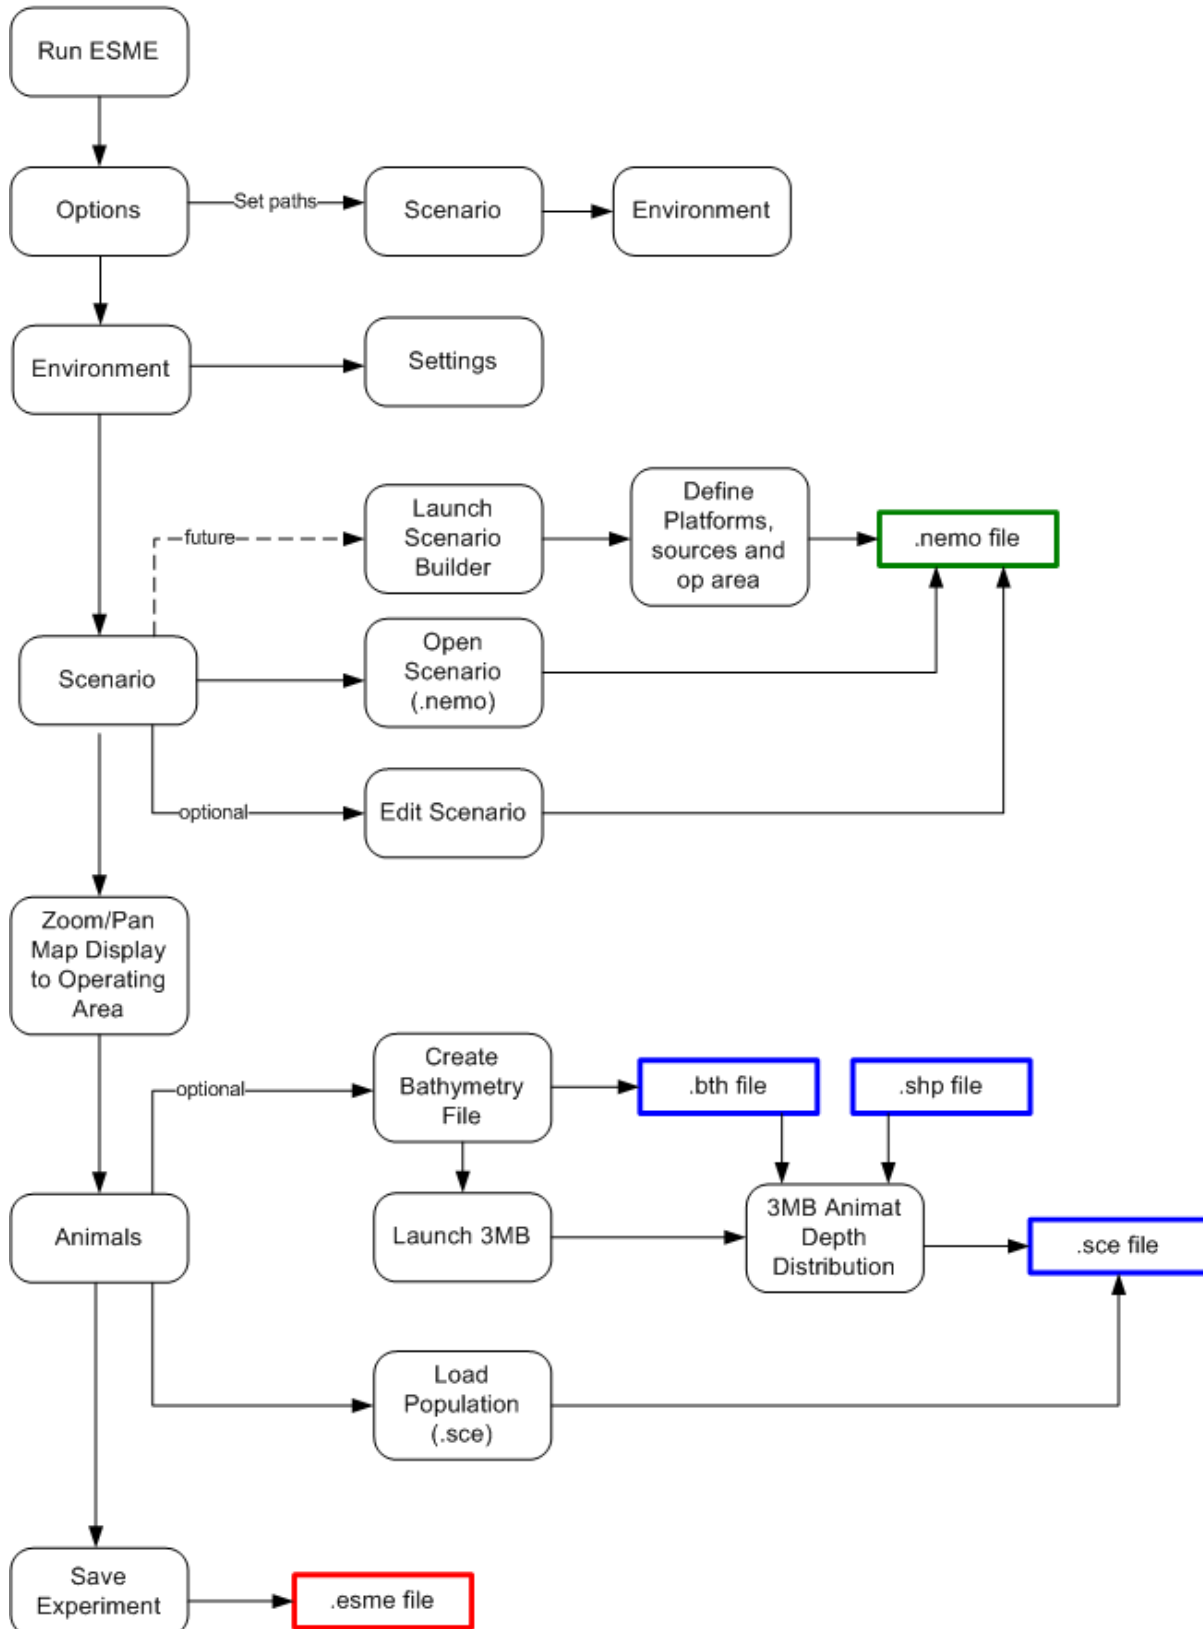 Run ESME
Options
Set paths
Scenario
Environment
Environment
Settings
future
Launch
Scenario
Builder
Define
Platforms,
sources and
op area
.nemo file
Scenario
Open
Scenario
(.nemo)
optional
Edit Scenario
Zoom/Pan
Map Display
to Operating
Area
optional
Create
Bathymetry
File
.bth file
.shp file
Animals
Launch 3MB
3MB Animat
Depth
Distribution
.sce file
Load
Population
(.sce)
Save
Experiment
.esme file